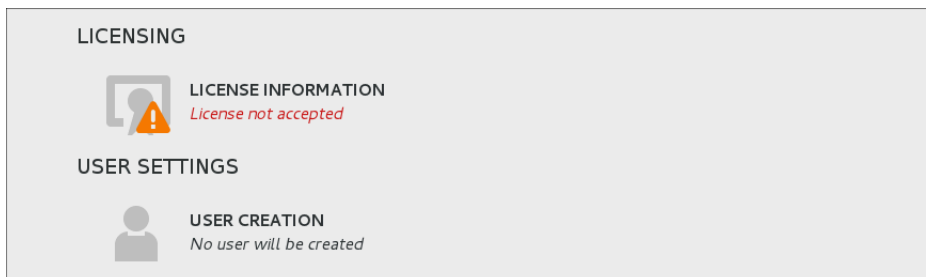 LICENSING
LICENSE INFORMATION
License not accepted
USER SETTINGS
USER CREATION
No user will be created